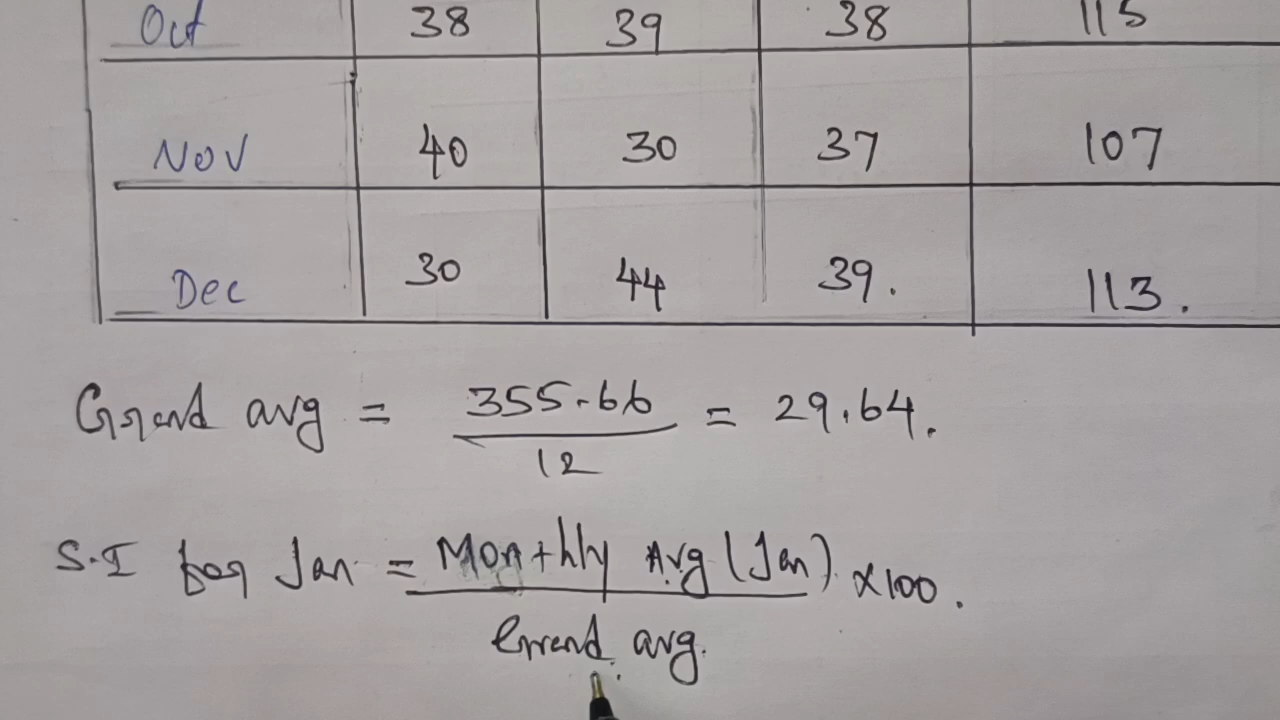 Oct 38 39 38 115
Nov 40 30 37 107
Dec 30 44 39. 113.
Grand avg = 355.66 / 12 = 29.64.
S.I for Jan = Monthly Avg (Jan) / Grand avg. x100.